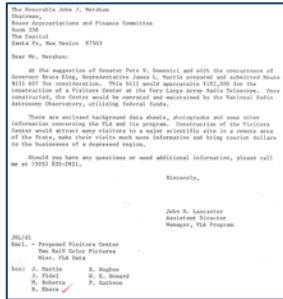 The Honorable John J. Mershon
Chairman,
House Appropriations and Finance Committee
Room 338
The Capitol
Santa Fe, New Mexico 87503
Dear Mr. Mershon:
At the suggestion of Senator Pete V. Domenici and with the concurrence of
Governor Bruce King, Representative James L. Martin prepared and submitted House
Bill 607 for consideration. This bill would appropriate $182,000 for the
construction of a Visitors Center at the Very Large Array Radio Telescope. Once
constructed, the Center would be operated and maintained by the National Radio
Astronomy Observatory, utilizing federal funds.
There are enclosed background data sheets, photographs and some other
information concerning the VLA and its program. Construction of the Visitors
Center would attract many visitors to a major scientific site in a remote area
of the State, make their visits much more informative and bring tourist dollars
to the businesses of a depressed region.
Should you have any questions or need additional information, please call
me at (505) 835-2921.
Sincerely,
John H. Lancaster
Assistant Director
Manager, VLA Program
JHL/
Encl. - Proposed Visitors Center
Two 8x10 Color Pictures
Misc. VLA Data
bcc: J. Martin D. Hughes
J. Fidel W. E. Howard
M. Roberts P.
R. Ekers